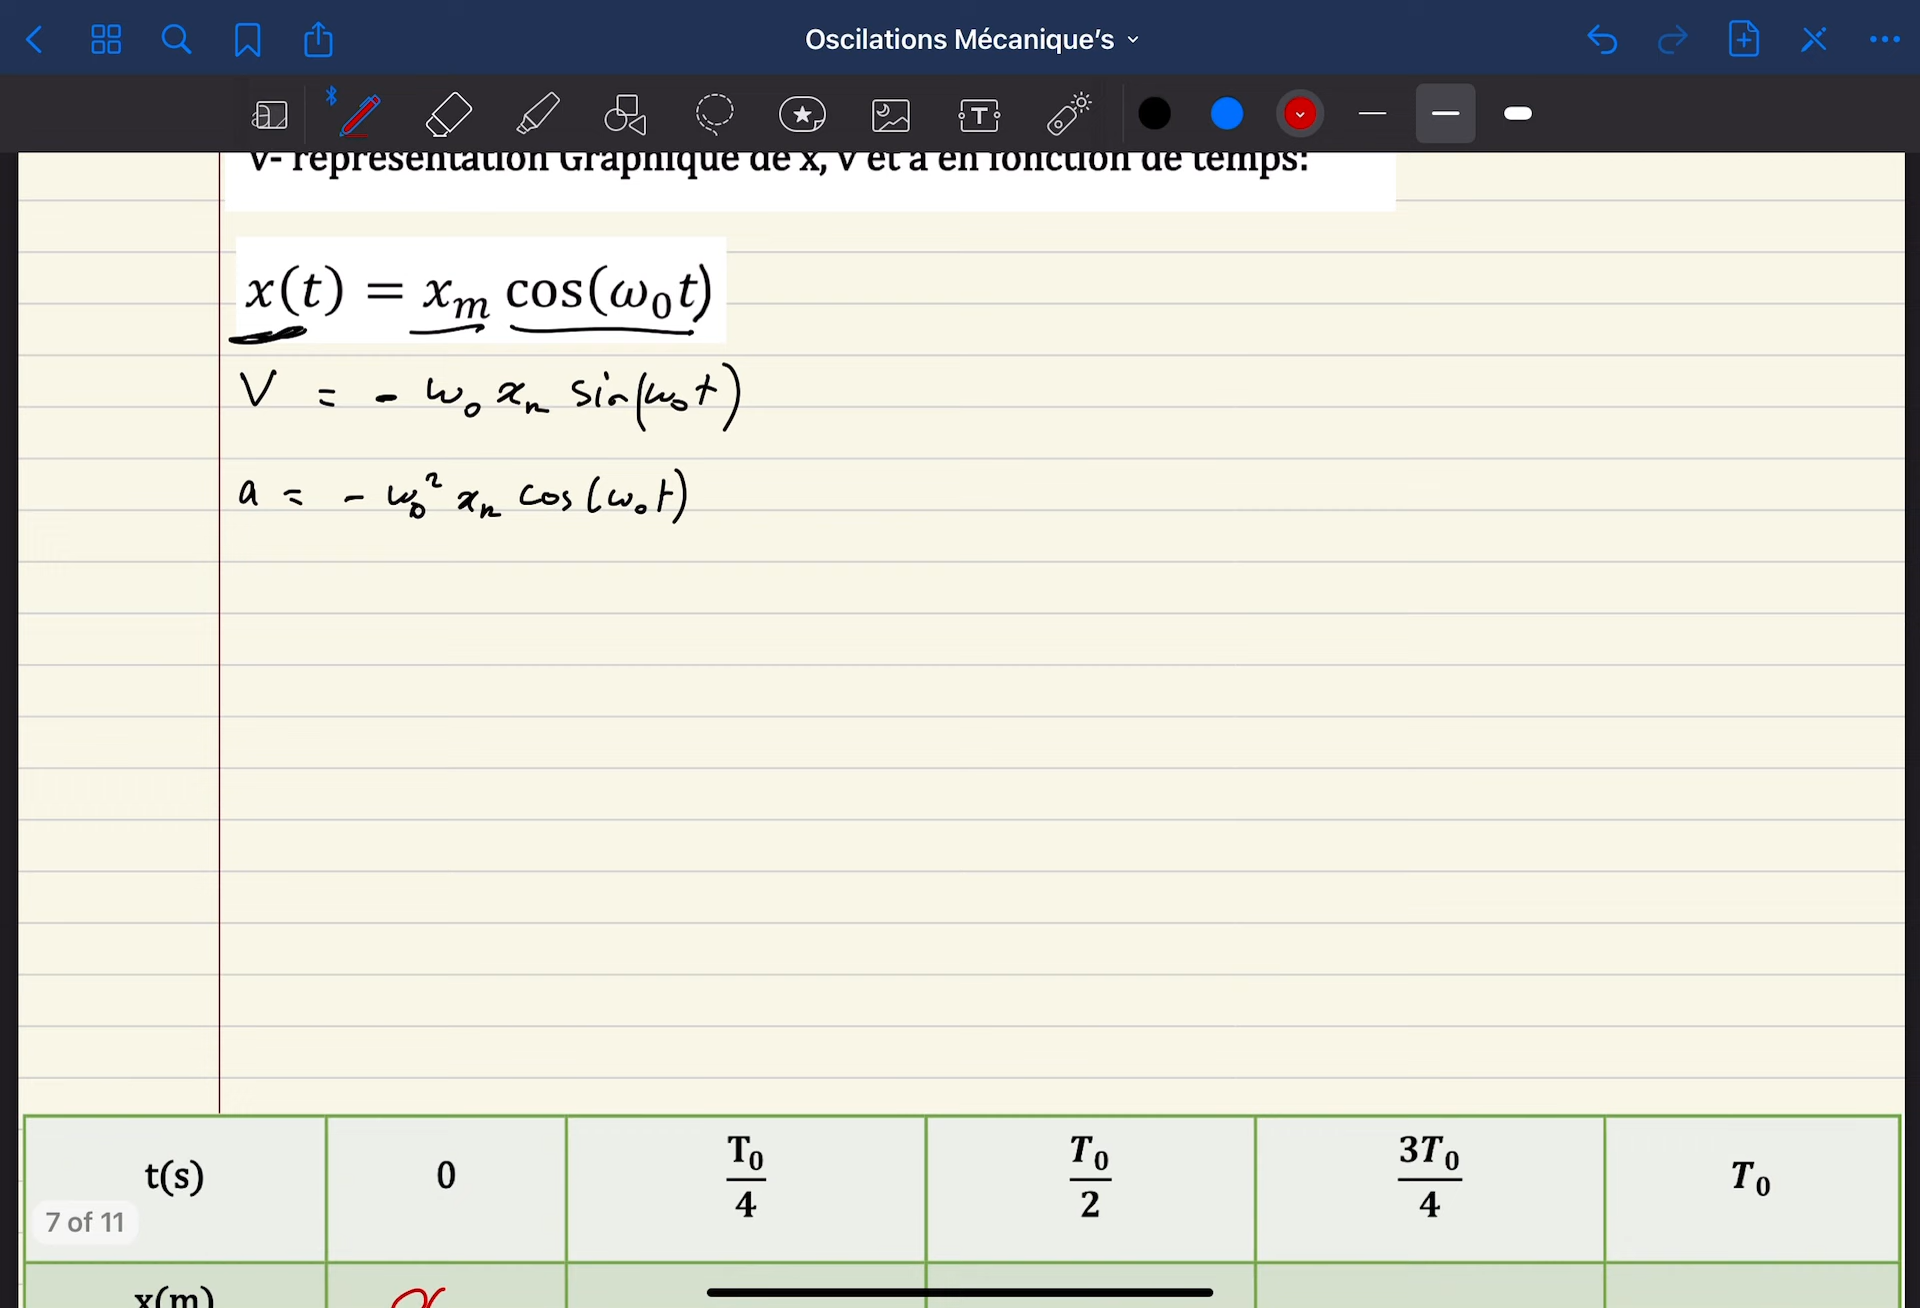 Oscilations Mécanique's
V- représentation Graphique de x, v et a en fonction de temps:
x(t) = xₘ cos(ω₀t)
V = - ω₀ xₘ sin(ω₀t)
a = - ω₀² xₘ cos(ω₀t)
t(s) 0 T₀/4 T₀/2 3T₀/4 T₀
7 of 11
x(m)